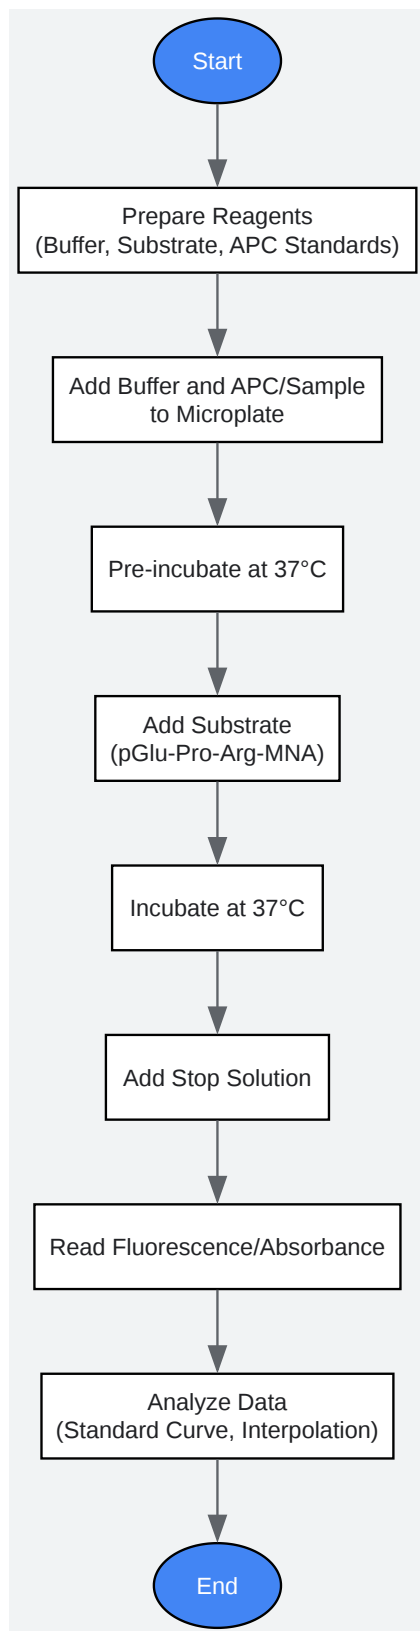 Start
Prepare Reagents
(Buffer, Substrate, APC Standards)
Add Buffer and APC/Sample
to Microplate
Pre-incubate at 37°C
Add Substrate
(pGlu-Pro-Arg-MNA)
Incubate at 37°C
Add Stop Solution
Read Fluorescence/Absorbance
Analyze Data
(Standard Curve, Interpolation)
End